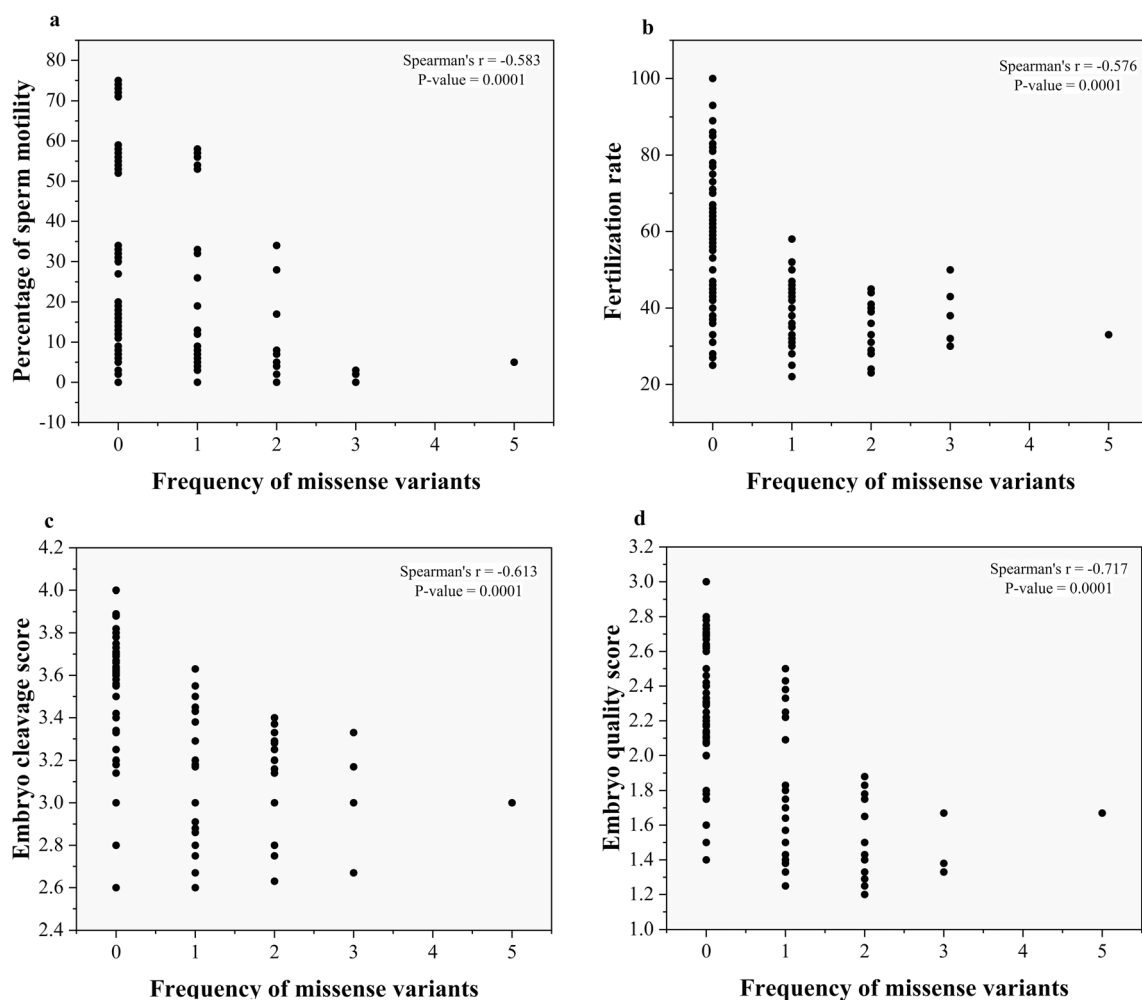 a
Spearman's r = -0.583
P-value = 0.0001
Percentage of sperm motility
80
70
60
50
40
30
20
10
0
-10
0 1 2 3 4 5
Frequency of missense variants
b
Spearman's r = -0.576
P-value = 0.0001
Fertilization rate
100
80
60
40
20
0 1 2 3 4 5
Frequency of missense variants
c
Spearman's r = -0.613
P-value = 0.0001
Embryo cleavage score
4.2
4.0
3.8
3.6
3.4
3.2
3.0
2.8
2.6
2.4
0 1 2 3 4 5
Frequency of missense variants
d
Spearman's r = -0.717
P-value = 0.0001
Embryo quality score
3.2
3.0
2.8
2.6
2.4
2.2
2.0
1.8
1.6
1.4
1.2
1.0
0 1 2 3 4 5
Frequency of missense variants